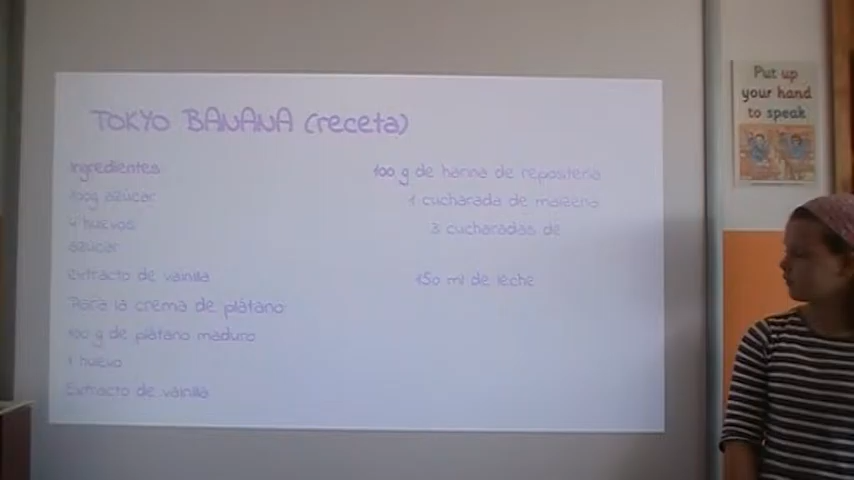 TOKYO BANANA (receta)
Ingredientes
100g azúcar
4 huevos
azúcar
extracto de vainilla
Para la crema de plátano
100 g de plátano maduro
1 huevo
Extracto de vainilla
100 g de harina de repostería
1 cucharada de maizena
3 cucharadas de
150 ml de leche
Put up
your hand
to speak